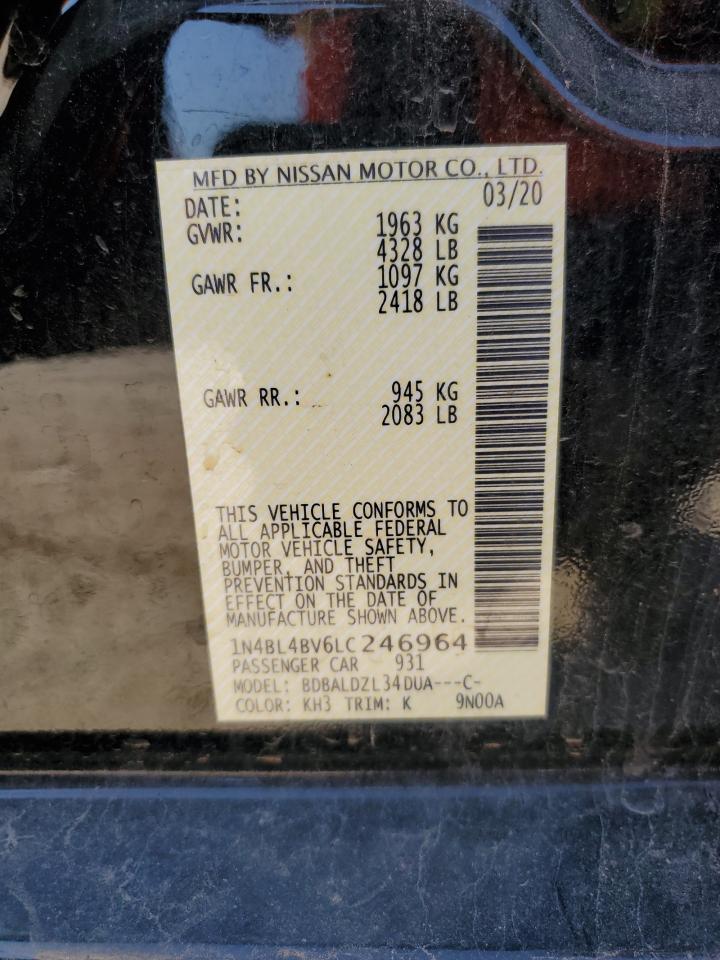 MFD BY NISSAN MOTOR CO., LTD.
DATE: 03/20
GVWR: 1963 KG
4328 LB
GAWR FR.: 1097 KG
2418 LB
GAWR RR.: 945 KG
2083 LB
THIS VEHICLE CONFORMS TO
ALL APPLICABLE FEDERAL
MOTOR VEHICLE SAFETY,
BUMPER, AND THEFT
PREVENTION STANDARDS IN
EFFECT ON THE DATE OF
MANUFACTURE SHOWN ABOVE.
1N4BL4BV6LC246964
PASSENGER CAR 931
MODEL: BDBALDZL34DUA---C-
COLOR: KH3 TRIM: K 9N00A